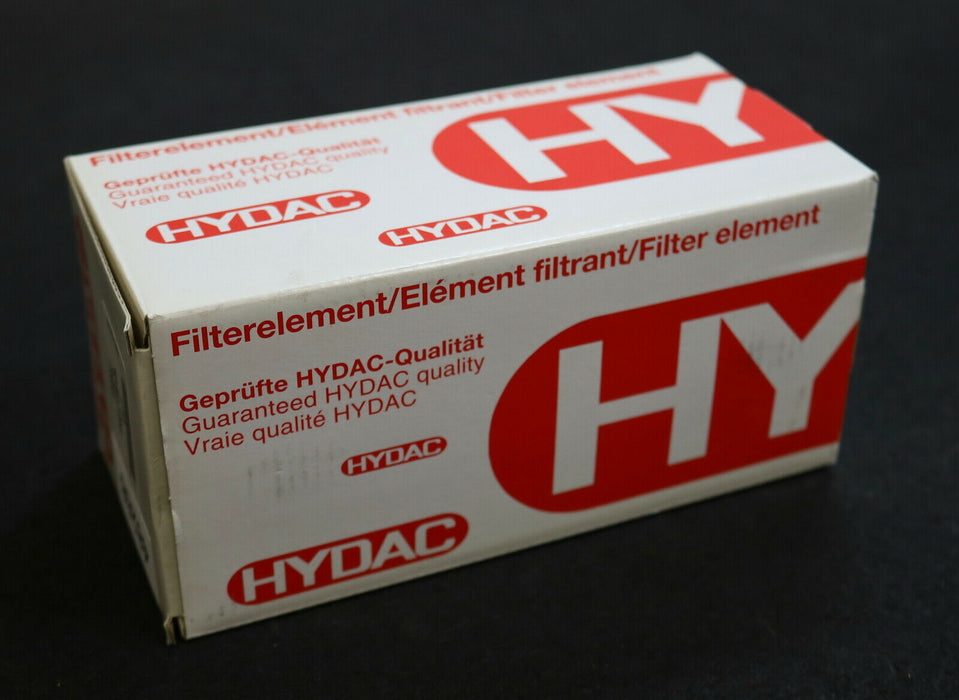 Filterelement/Elément filtrant/Filter element
Geprüfte HYDAC-Qualität
Guaranteed HYDAC quality
Vraie qualité HYDAC
HYDAC
HYDAC
HY
Filterelement/Elément filtrant/Filter element
Geprüfte HYDAC-Qualität
Guaranteed HYDAC quality
Vraie qualité HYDAC
HYDAC
HYDAC
HY